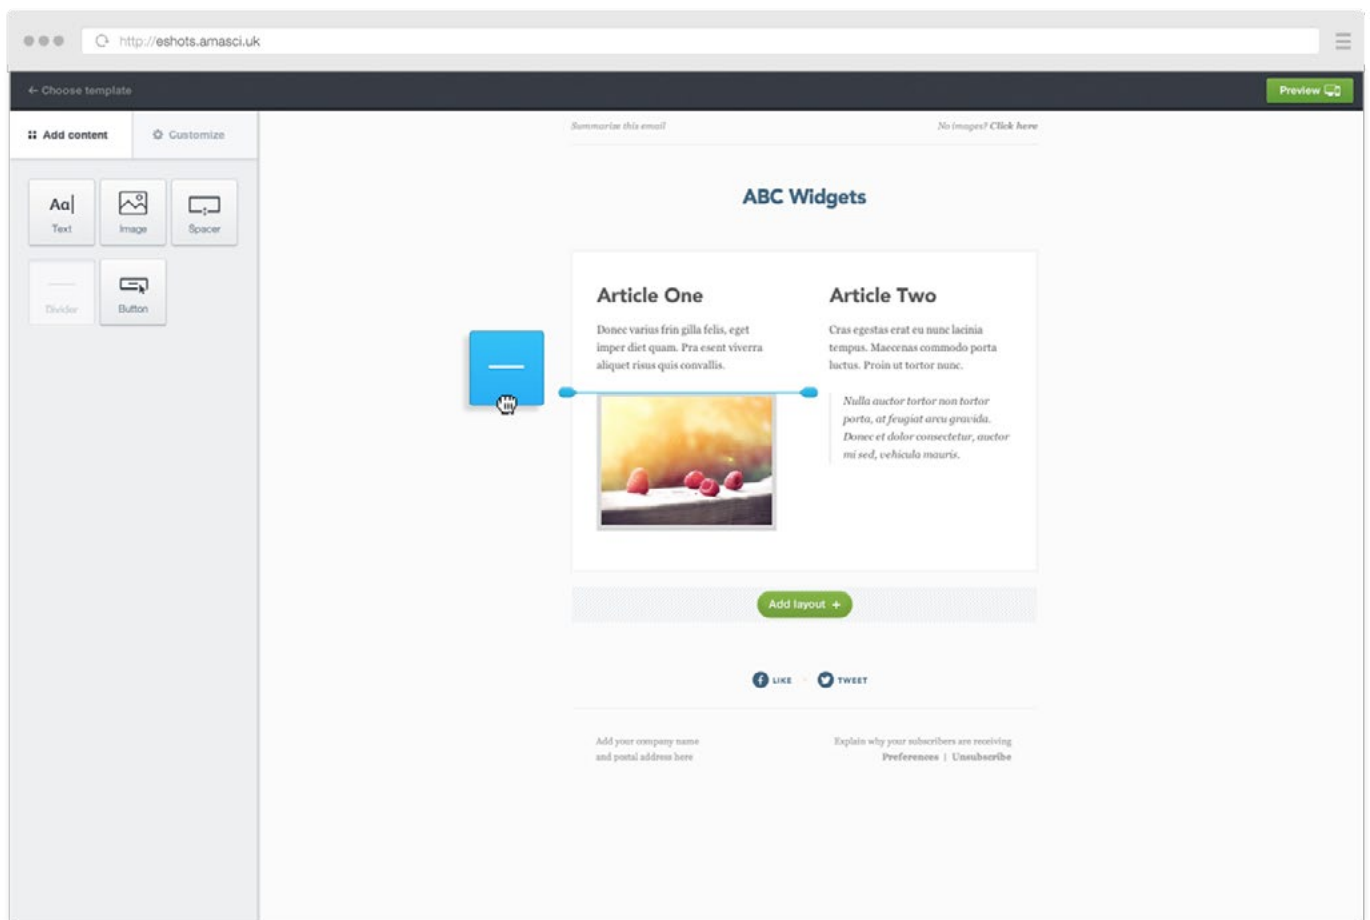 http://eshots.amasci.uk
← Choose template
Preview
Add content
Customize
Aa
Text
Image
Spacer
Divider
Button
Summarise this email
No images? Click here
ABC Widgets
Article One
Donec varius frin gilla felis, eget
imper diet quam. Pra esent viverra
aliquet risus quis convallis.
Article Two
Cras egestas erat eu nunc lacinia
tempus. Maecenas commodo porta
luctus. Proin ut tortor nunc.
Nulla auctor tortor non tortor
porta, at feugiat arcu gravida.
Donec et dolor consectetur, auctor
mi sed, vehicula mauris.
Add layout +
LIKE
TWEET
Add your company name
and postal address here
Explain why your subscribers are receiving
Preferences | Unsubscribe